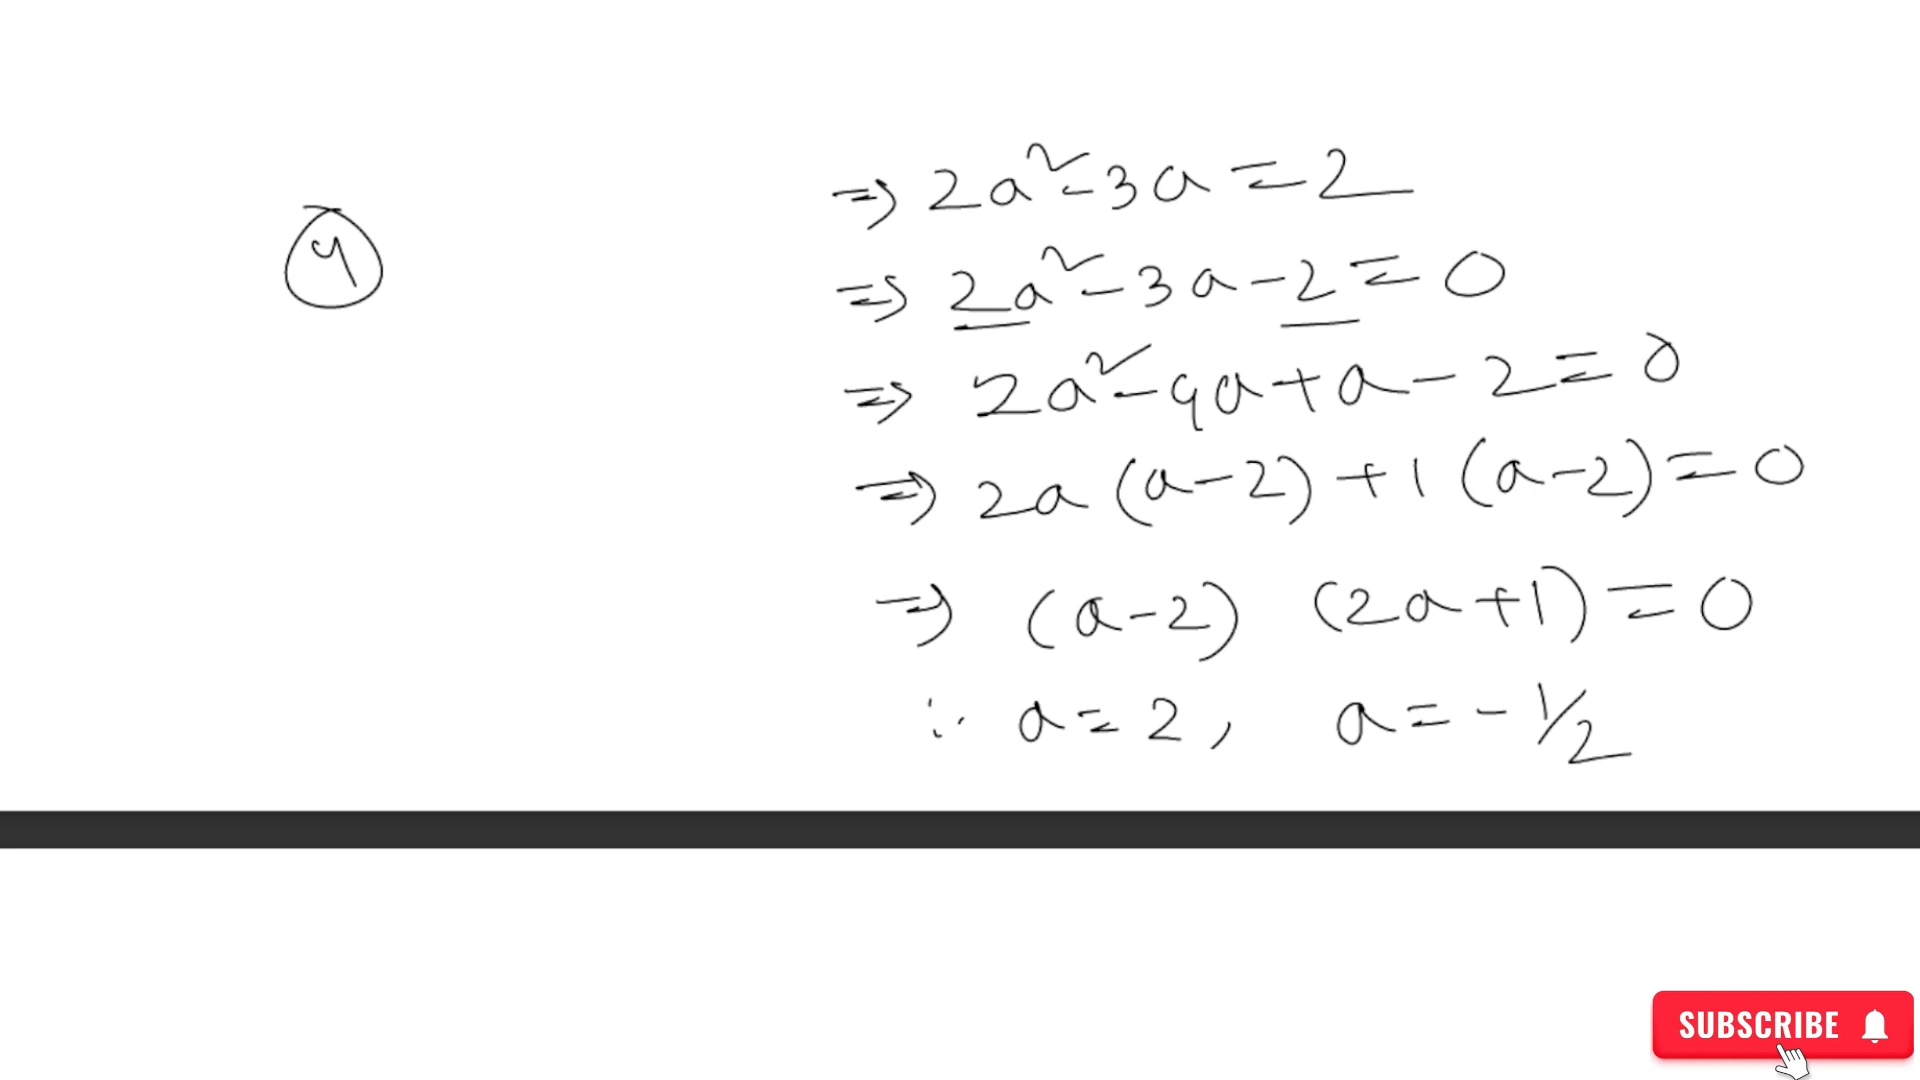 ④
⇒ 2a² - 3a = 2
⇒ 2a² - 3a - 2 = 0
⇒ 2a² - 4a + a - 2 = 0
⇒ 2a (a - 2) + 1 (a - 2) = 0
⇒ (a - 2) (2a + 1) = 0
∴ a = 2, a = - 1/2
SUBSCRIBE